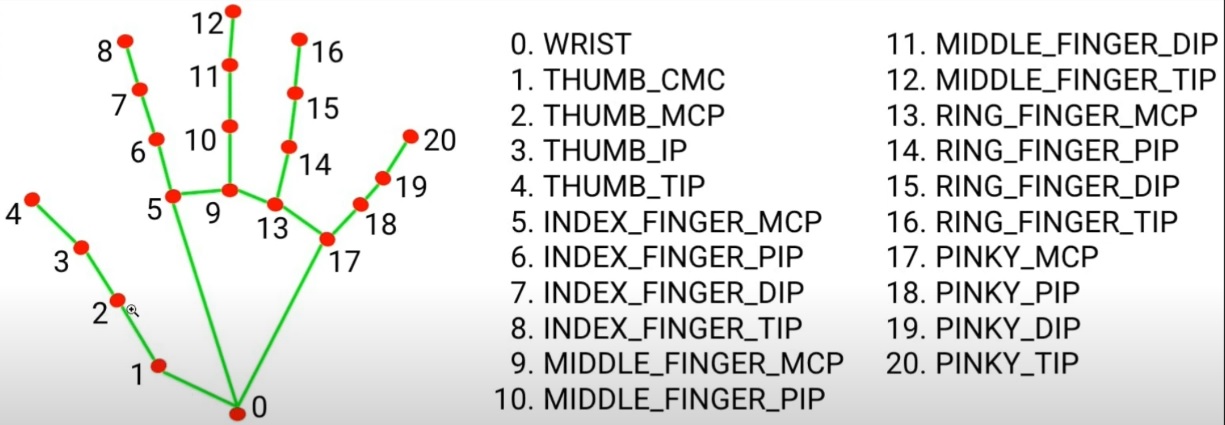 12
8
16
11
7
15
10
6
14
20
19
4
5
9
13
18
3
17
2
1
0
0. WRIST
1. THUMB_CMC
2. THUMB_MCP
3. THUMB_IP
4. THUMB_TIP
5. INDEX_FINGER_MCP
6. INDEX_FINGER_PIP
7. INDEX_FINGER_DIP
8. INDEX_FINGER_TIP
9. MIDDLE_FINGER_MCP
10. MIDDLE_FINGER_PIP
11. MIDDLE_FINGER_DIP
12. MIDDLE_FINGER_TIP
13. RING_FINGER_MCP
14. RING_FINGER_PIP
15. RING_FINGER_DIP
16. RING_FINGER_TIP
17. PINKY_MCP
18. PINKY_PIP
19. PINKY_DIP
20. PINKY_TIP